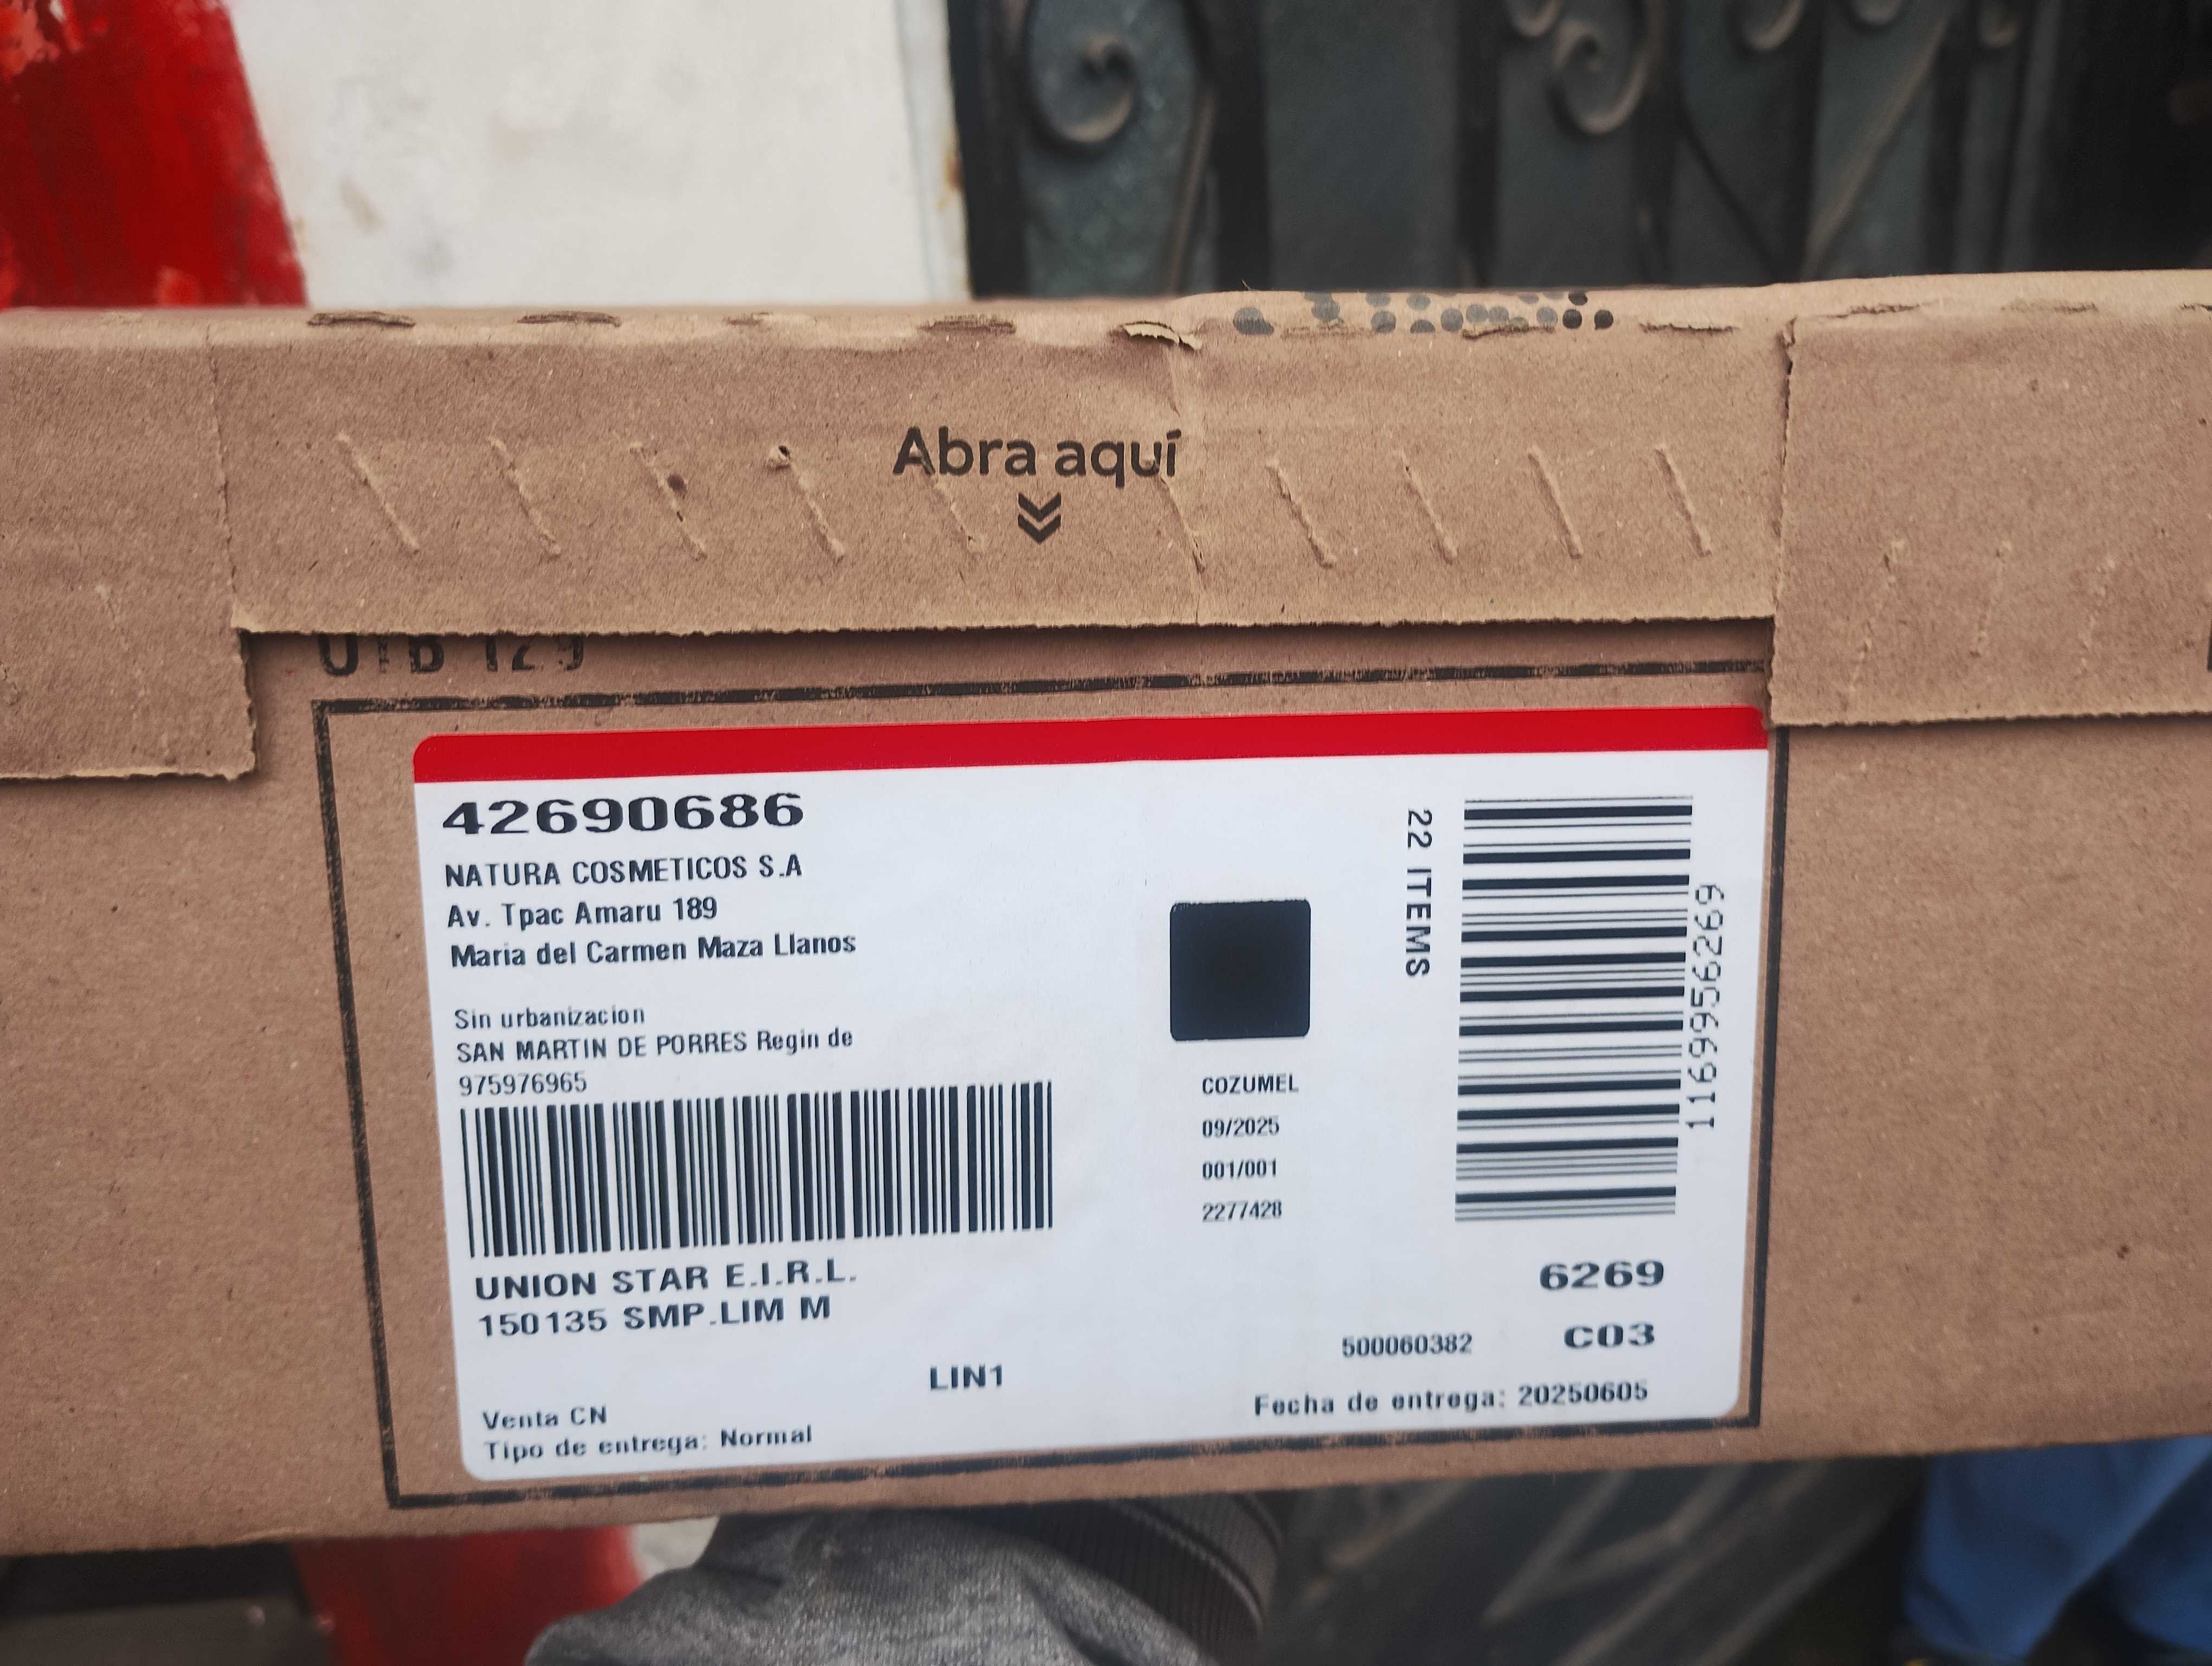 Abra aquí
42690686
NATURA COSMETICOS S.A
Av. Tpac Amaru 189
Maria del Carmen Maza Llanos
Sin urbanizacion
SAN MARTIN DE PORRES Regin de
975976965
UNION STAR E.I.R.L.
150135 SMP.LIM M
LIN1
Venta CN
Tipo de entrega: Normal
COZUMEL
09/2025
001/001
2277428
22 ITEMS
11699956269
6269
C03
500060382
Fecha de entrega: 20250605